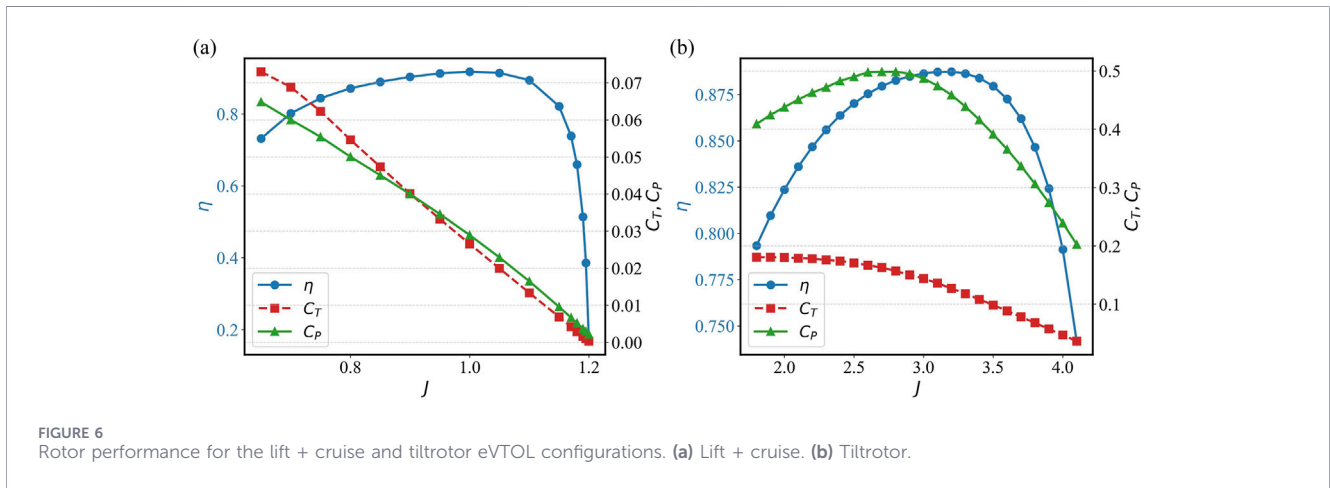 (a)
(b)
0.8
0.6
0.4
0.2
η
0.07
0.06
0.05
0.04
0.03
0.02
0.01
0.00
C_T, C_P
η
C_T
C_P
0.8
1.0
1.2
J
0.875
0.850
0.825
0.800
0.775
0.750
η
0.5
0.4
0.3
0.2
0.1
C_T, C_P
η
C_T
C_P
2.0
2.5
3.0
3.5
4.0
J
FIGURE 6
Rotor performance for the lift + cruise and tiltrotor eVTOL configurations. (a) Lift + cruise. (b) Tiltrotor.